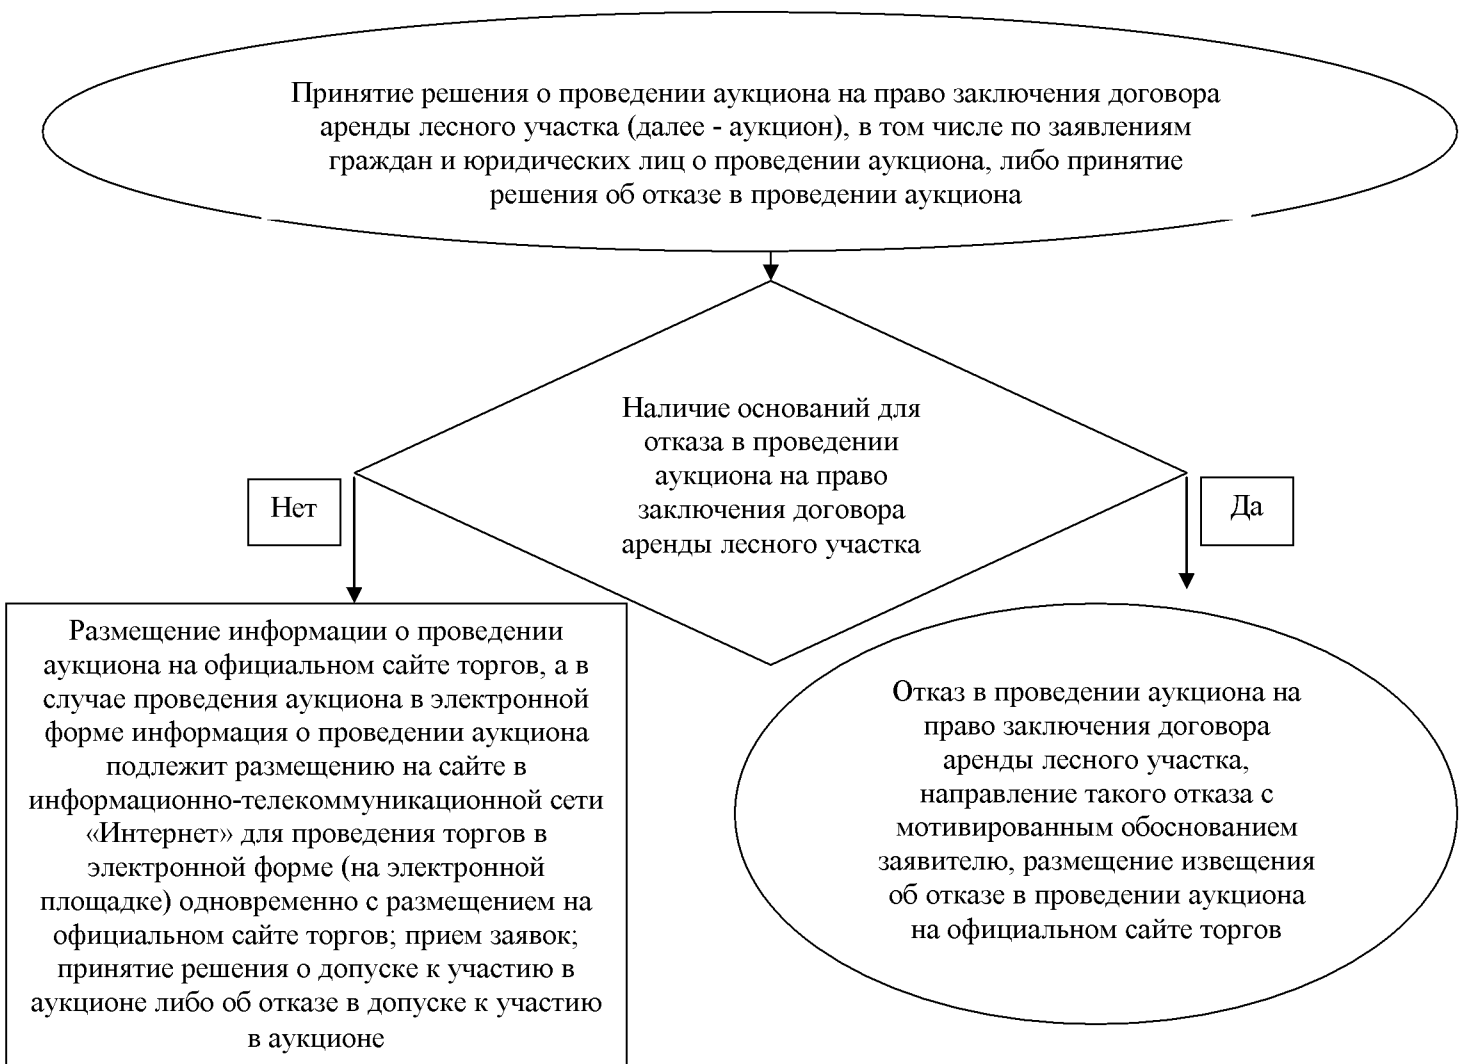 Принятие решения о проведении аукциона на право заключения договора
аренды лесного участка (далее - аукцион), в том числе по заявлениям
граждан и юридических лиц о проведении аукциона, либо принятие
решения об отказе в проведении аукциона
Наличие оснований для
отказа в проведении
аукциона на право
заключения договора
аренды лесного участка
Нет
Да
Размещение информации о проведении
аукциона на официальном сайте торгов, а в
случае проведения аукциона в электронной
форме информация о проведении аукциона
подлежит размещению на сайте в
информационно-телекоммуникационной сети
«Интернет» для проведения торгов в
электронной форме (на электронной
площадке) одновременно с размещением на
официальном сайте торгов; прием заявок;
принятие решения о допуске к участию в
аукционе либо об отказе в допуске к участию
в аукционе
Отказ в проведении аукциона на
право заключения договора
аренды лесного участка,
направление такого отказа с
мотивированным обоснованием
заявителю, размещение извещения
об отказе в проведении аукциона
на официальном сайте торгов